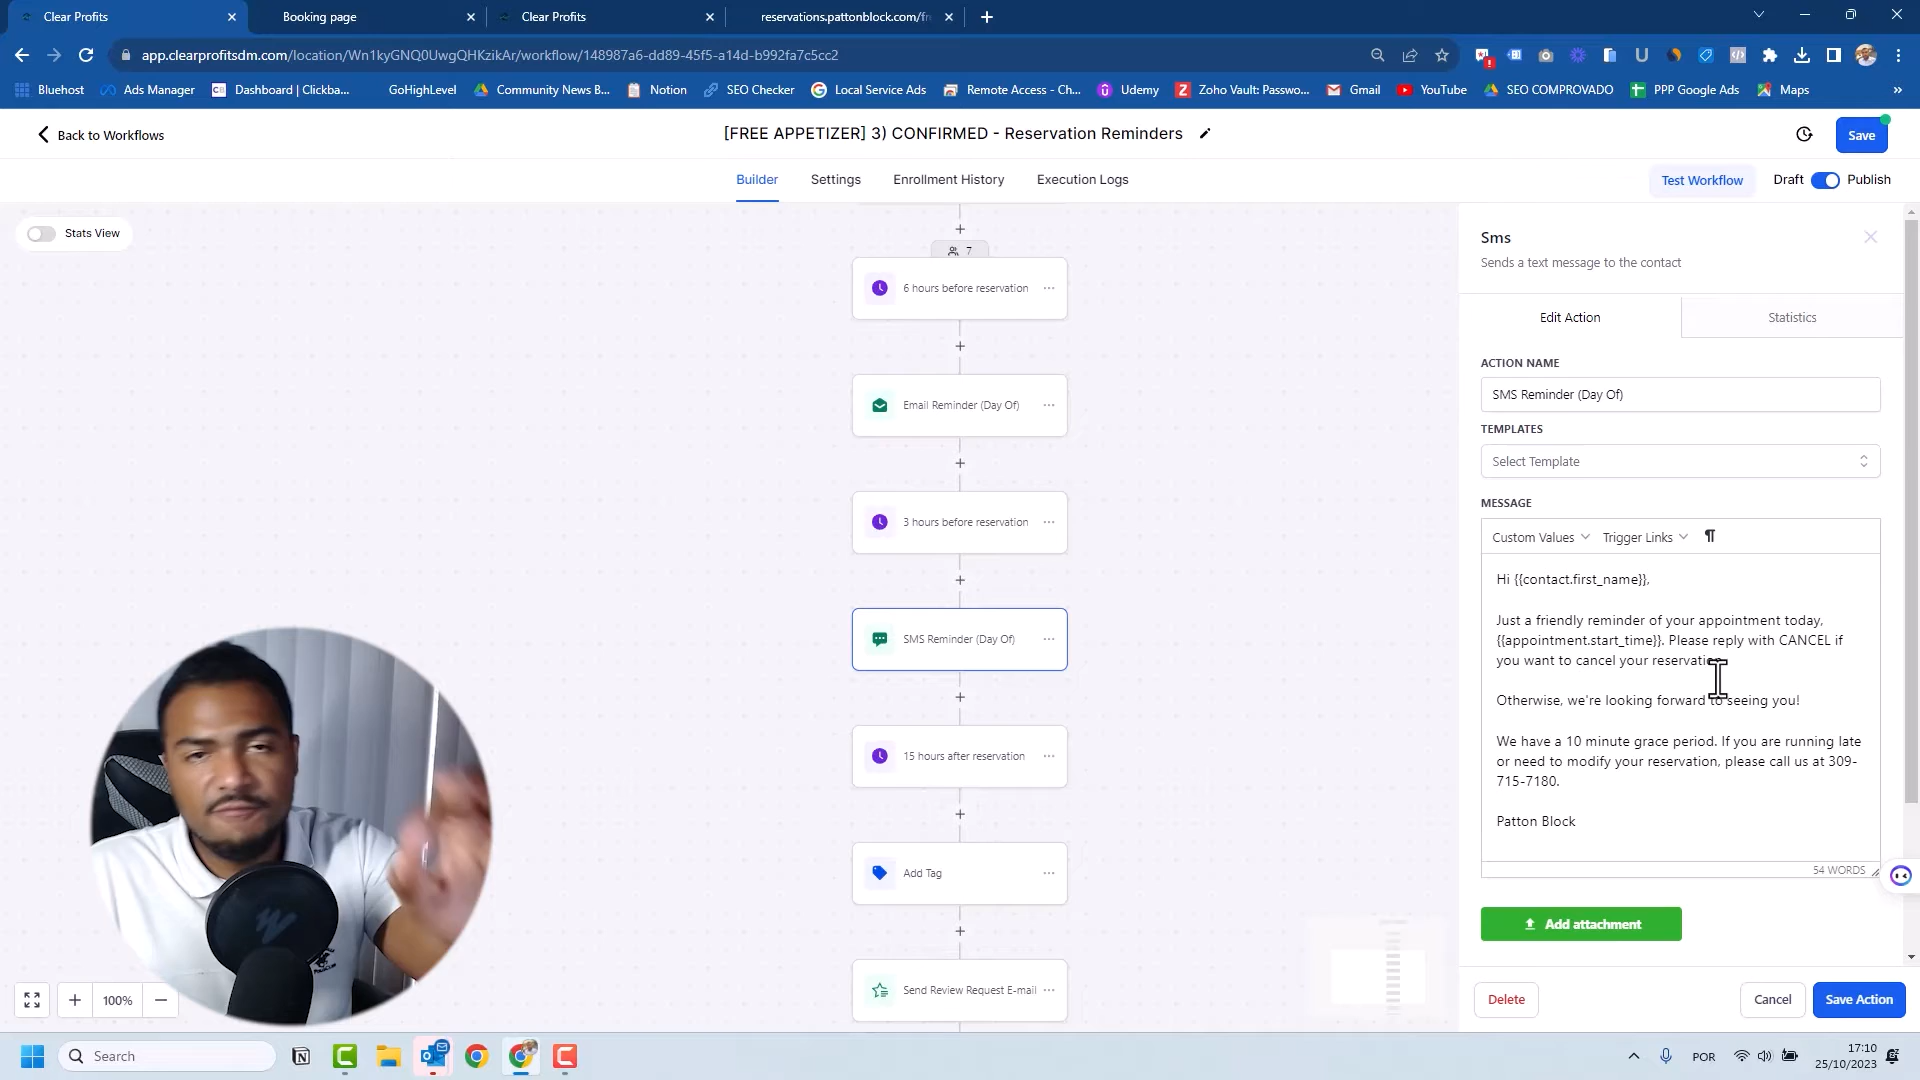 Clear Profits
Booking page
Clear Profits
reservations.pattonblock.com/fr
app.clearprofitsdm.com/location/Wn1kyGNQ0UwgQHKzikAr/workflow/148987a6-dd89-45f5-a14d-b992fa7c5cc2
Bluehost
Ads Manager
Dashboard | Clickba...
GoHighLevel
Community News B...
Notion
SEO Checker
Local Service Ads
Remote Access - Ch...
Udemy
Zoho Vault: Passwo...
Gmail
YouTube
SEO COMPROVADO
PPP Google Ads
Maps
»
Back to Workflows
[FREE APPETIZER] 3) CONFIRMED - Reservation Reminders
Save
Builder
Settings
Enrollment History
Execution Logs
Test Workflow
Draft
Publish
Stats View
7
6 hours before reservation
Email Reminder (Day Of)
3 hours before reservation
SMS Reminder (Day Of)
15 hours after reservation
Add Tag
Send Review Request E-mail
100%
Sms
Sends a text message to the contact
Edit Action
Statistics
ACTION NAME
SMS Reminder (Day Of)
TEMPLATES
Select Template
MESSAGE
Custom Values
Trigger Links
¶
Hi {{contact.first_name}},
Just a friendly reminder of your appointment today,
{{appointment.start_time}}. Please reply with CANCEL if
you want to cancel your
Otherwise, we're looking forward to seeing you!
We have a 10 minute grace period. If you are running late
or need to modify your reservation, please call us at 309-
715-7180.
Patton Block
54 WORDS
Add attachment
Delete
Cancel
Save Action
Search
POR
17:10
25/10/2023